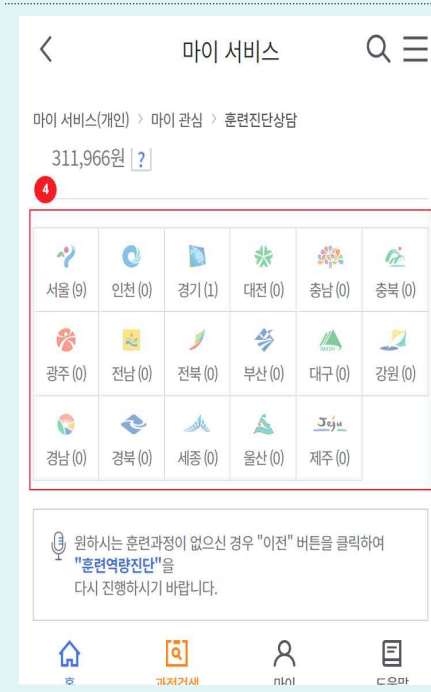 마이 서비스
마이 서비스(개인) > 마이 관심 > 훈련진단상담
311,966원 ?
4
서울 (9) 인천 (0) 경기 (1) 대전 (0) 충남 (0) 충북 (0)
광주 (0) 전남 (0) 전북 (0) 부산 (0) 대구 (0) 강원 (0)
Jeju
경남 (0) 경북 (0) 세종 (0) 울산 (0) 제주 (0)
원하시는 훈련과정이 없으신 경우 "이전" 버튼을 클릭하여
"훈련역량진단"을
다시 진행하시기 바랍니다.
홈 과정검색 마이 도움말